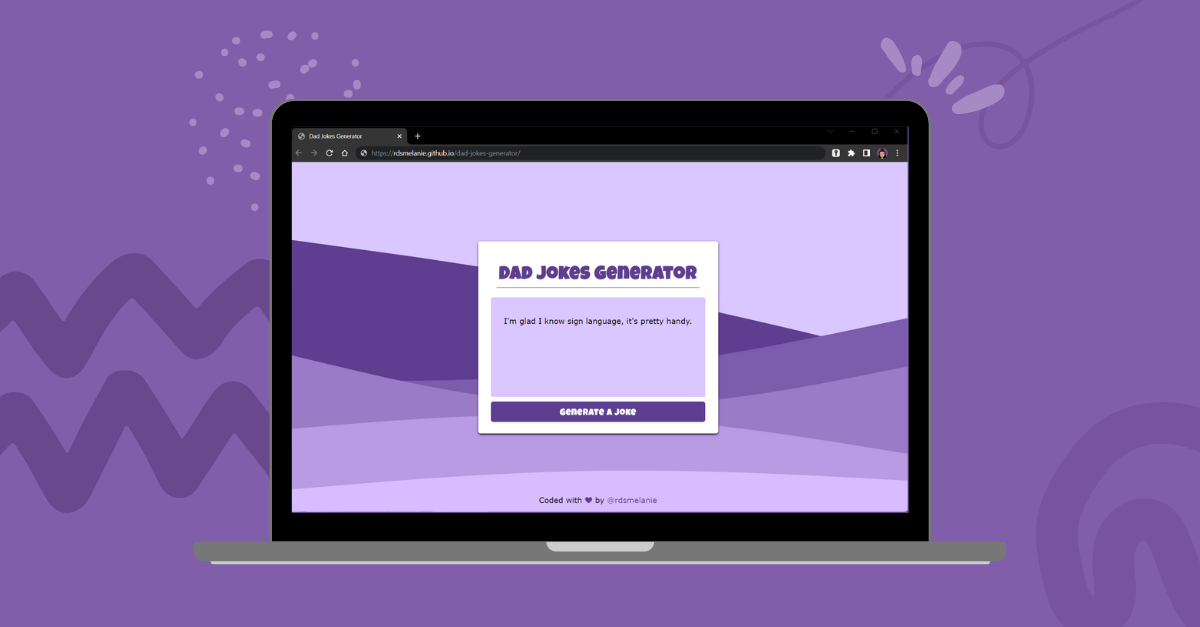 Dad Jokes Generator
https://rdsmelanie.github.io/dad-jokes-generator/
Dad Jokes Generator
I'm glad I know sign language, it's pretty handy.
Generate a joke
Coded with 💜 by @rdsmelanie